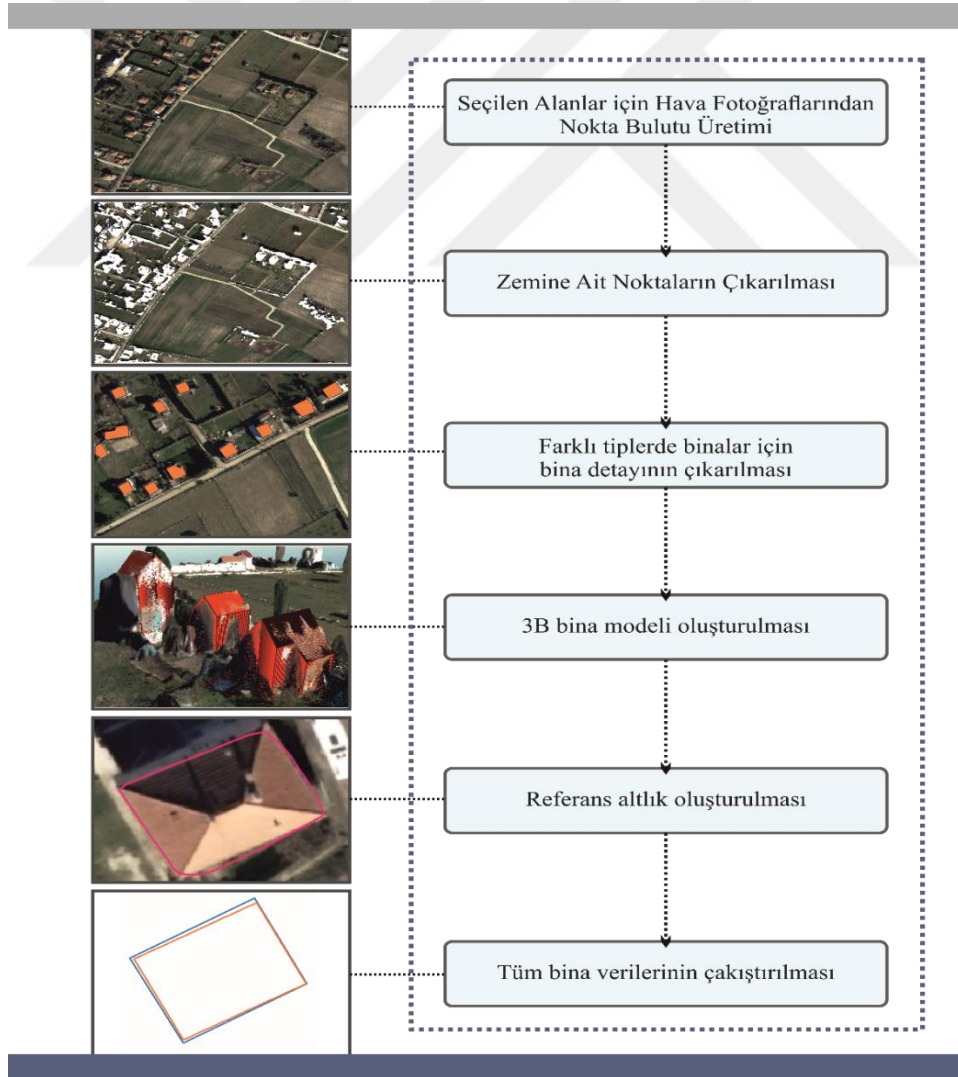 Seçilen Alanlar için Hava Fotoğraflarından
Nokta Bulutu Üretimi
Zemine Ait Noktaların Çıkarılması
Farklı tiplerde binalar için
bina detayının çıkarılması
3B bina modeli oluşturulması
Referans altlık oluşturulması
Tüm bina verilerinin çakıştırılması